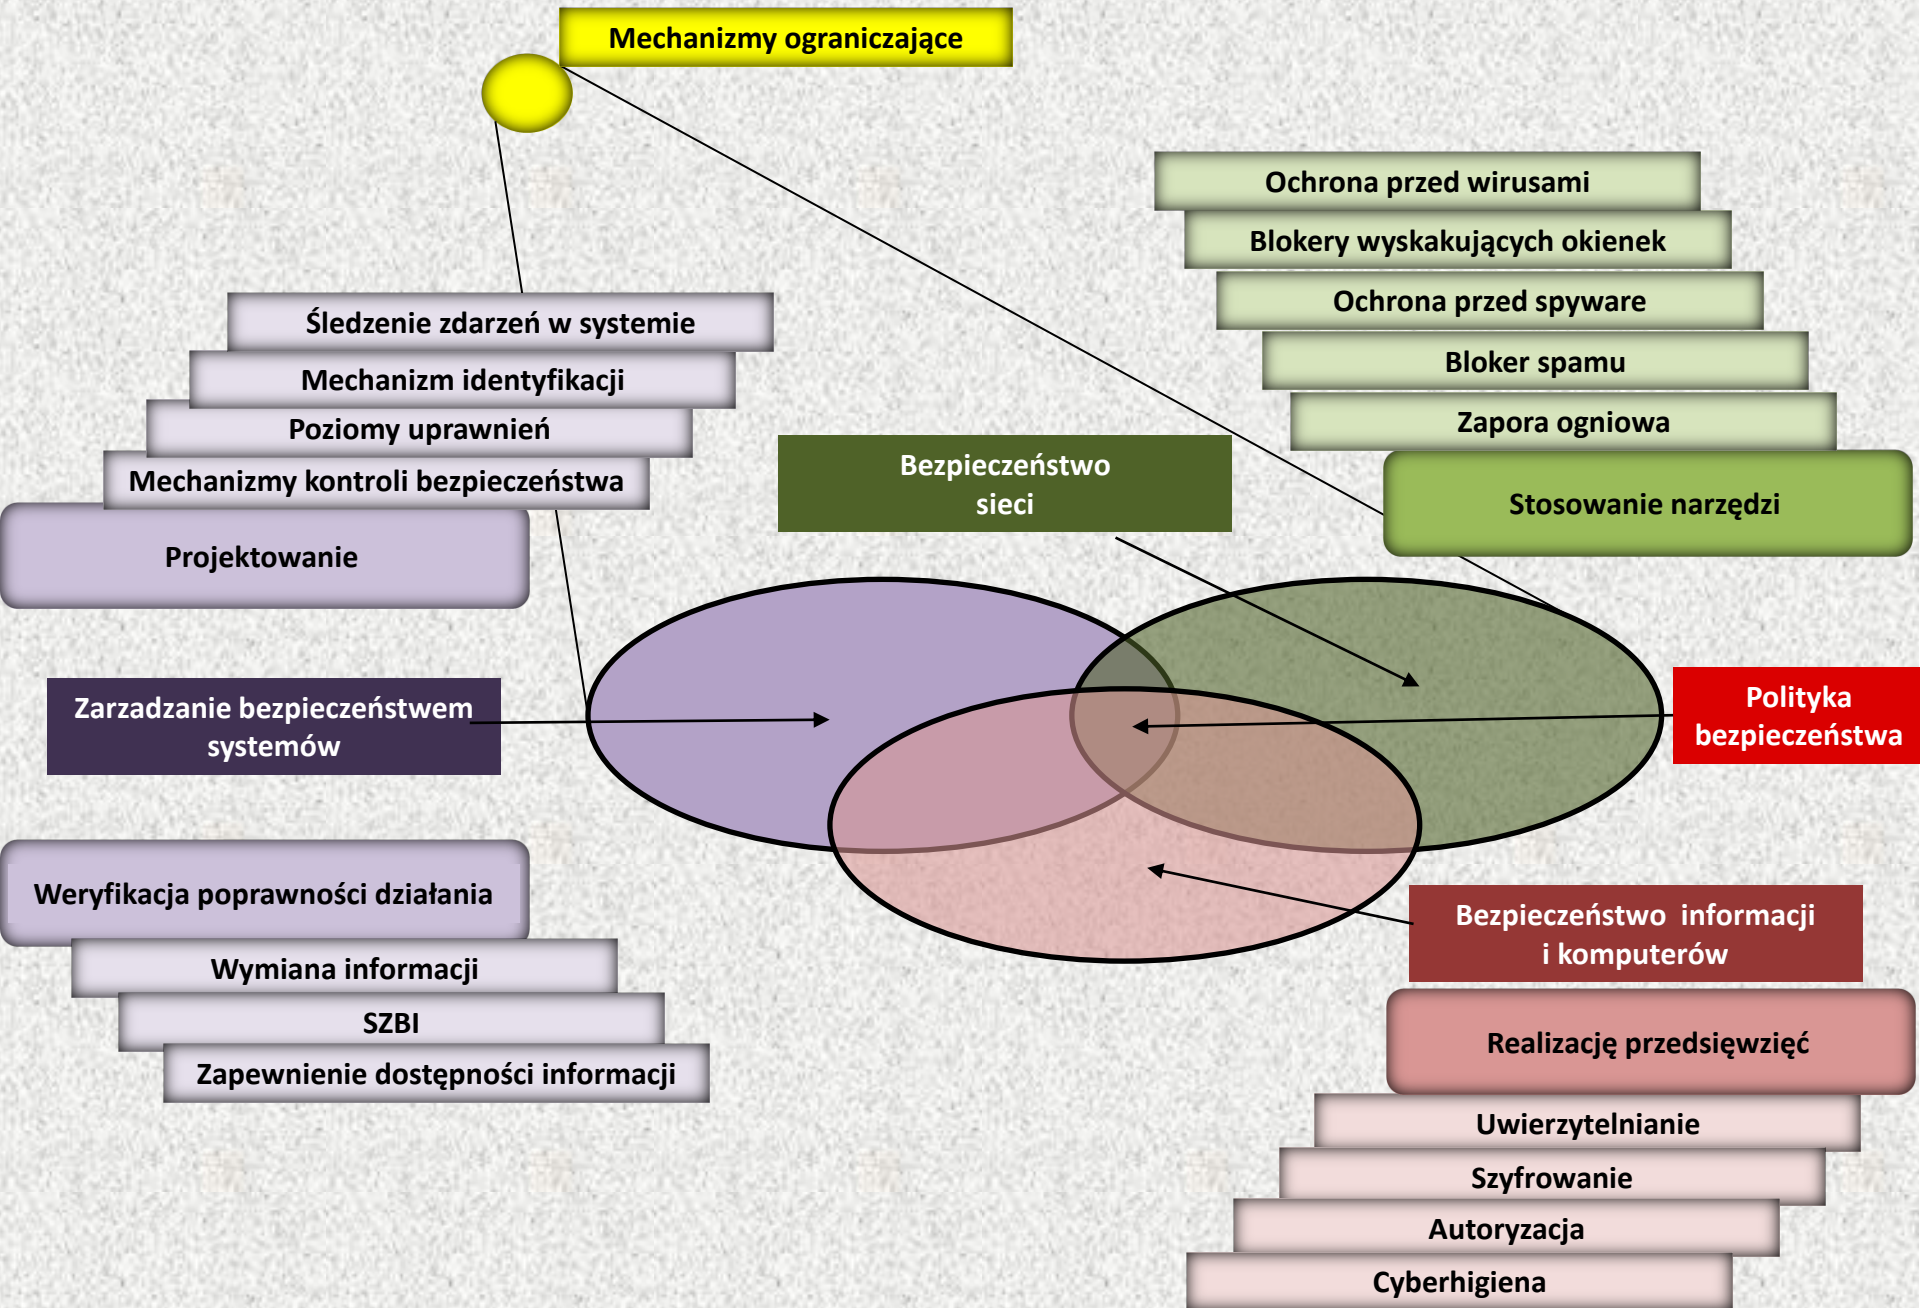 Mechanizmy ograniczające
Ochrona przed wirusami
Blokery wyskakujących okienek
Ochrona przed spyware
Bloker spamu
Zapora ogniowa
Stosowanie narzędzi
Śledzenie zdarzeń w systemie
Mechanizm identyfikacji
Poziomy uprawnień
Mechanizmy kontroli bezpieczeństwa
Projektowanie
Bezpieczeństwo
sieci
Zarzadzanie bezpieczeństwem
systemów
Polityka
bezpieczeństwa
Weryfikacja poprawności działania
Wymiana informacji
SZBI
Zapewnienie dostępności informacji
Bezpieczeństwo informacji
i komputerów
Realizację przedsięwzięć
Uwierzytelnianie
Szyfrowanie
Autoryzacja
Cyberhigiena